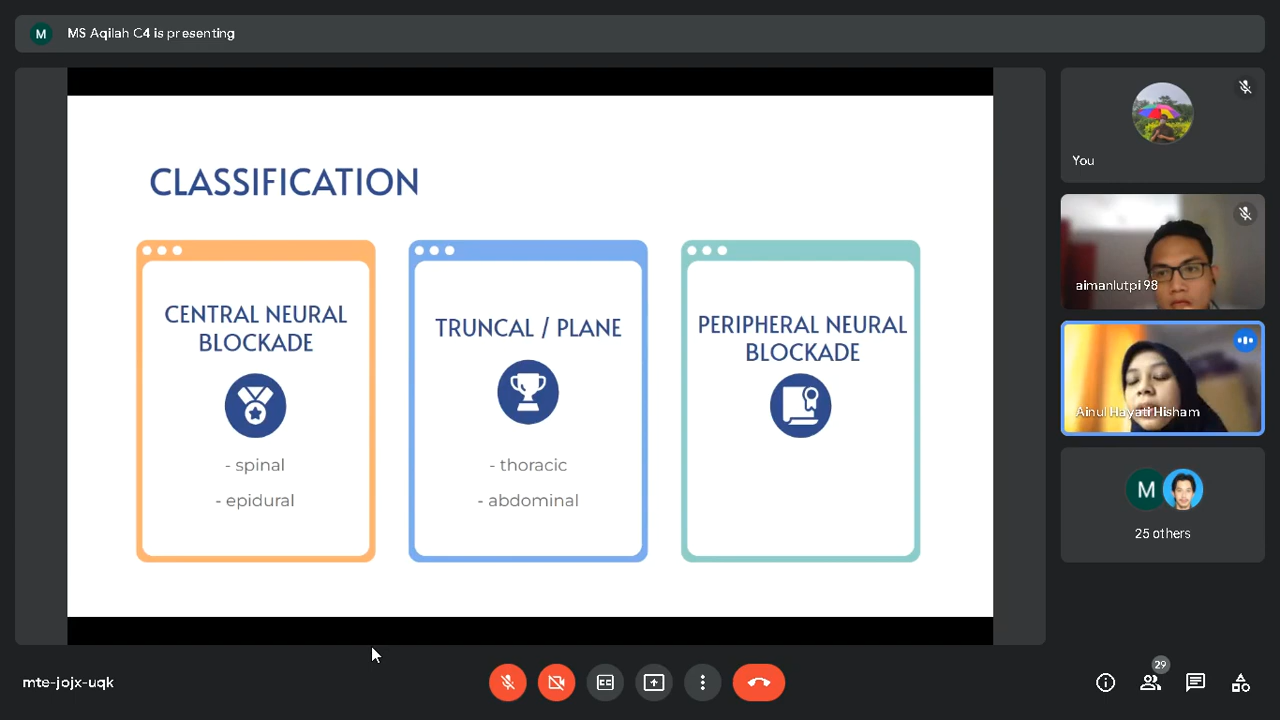 M
MS Aqilah C4 is presenting
CLASSIFICATION
CENTRAL NEURAL
BLOCKADE
- spinal
- epidural
TRUNCAL / PLANE
- thoracic
- abdominal
PERIPHERAL NEURAL
BLOCKADE
You
aimanlutpi 98
Ainul Hayati Hisham
M
25 others
mte-jojx-uqk
CC
29